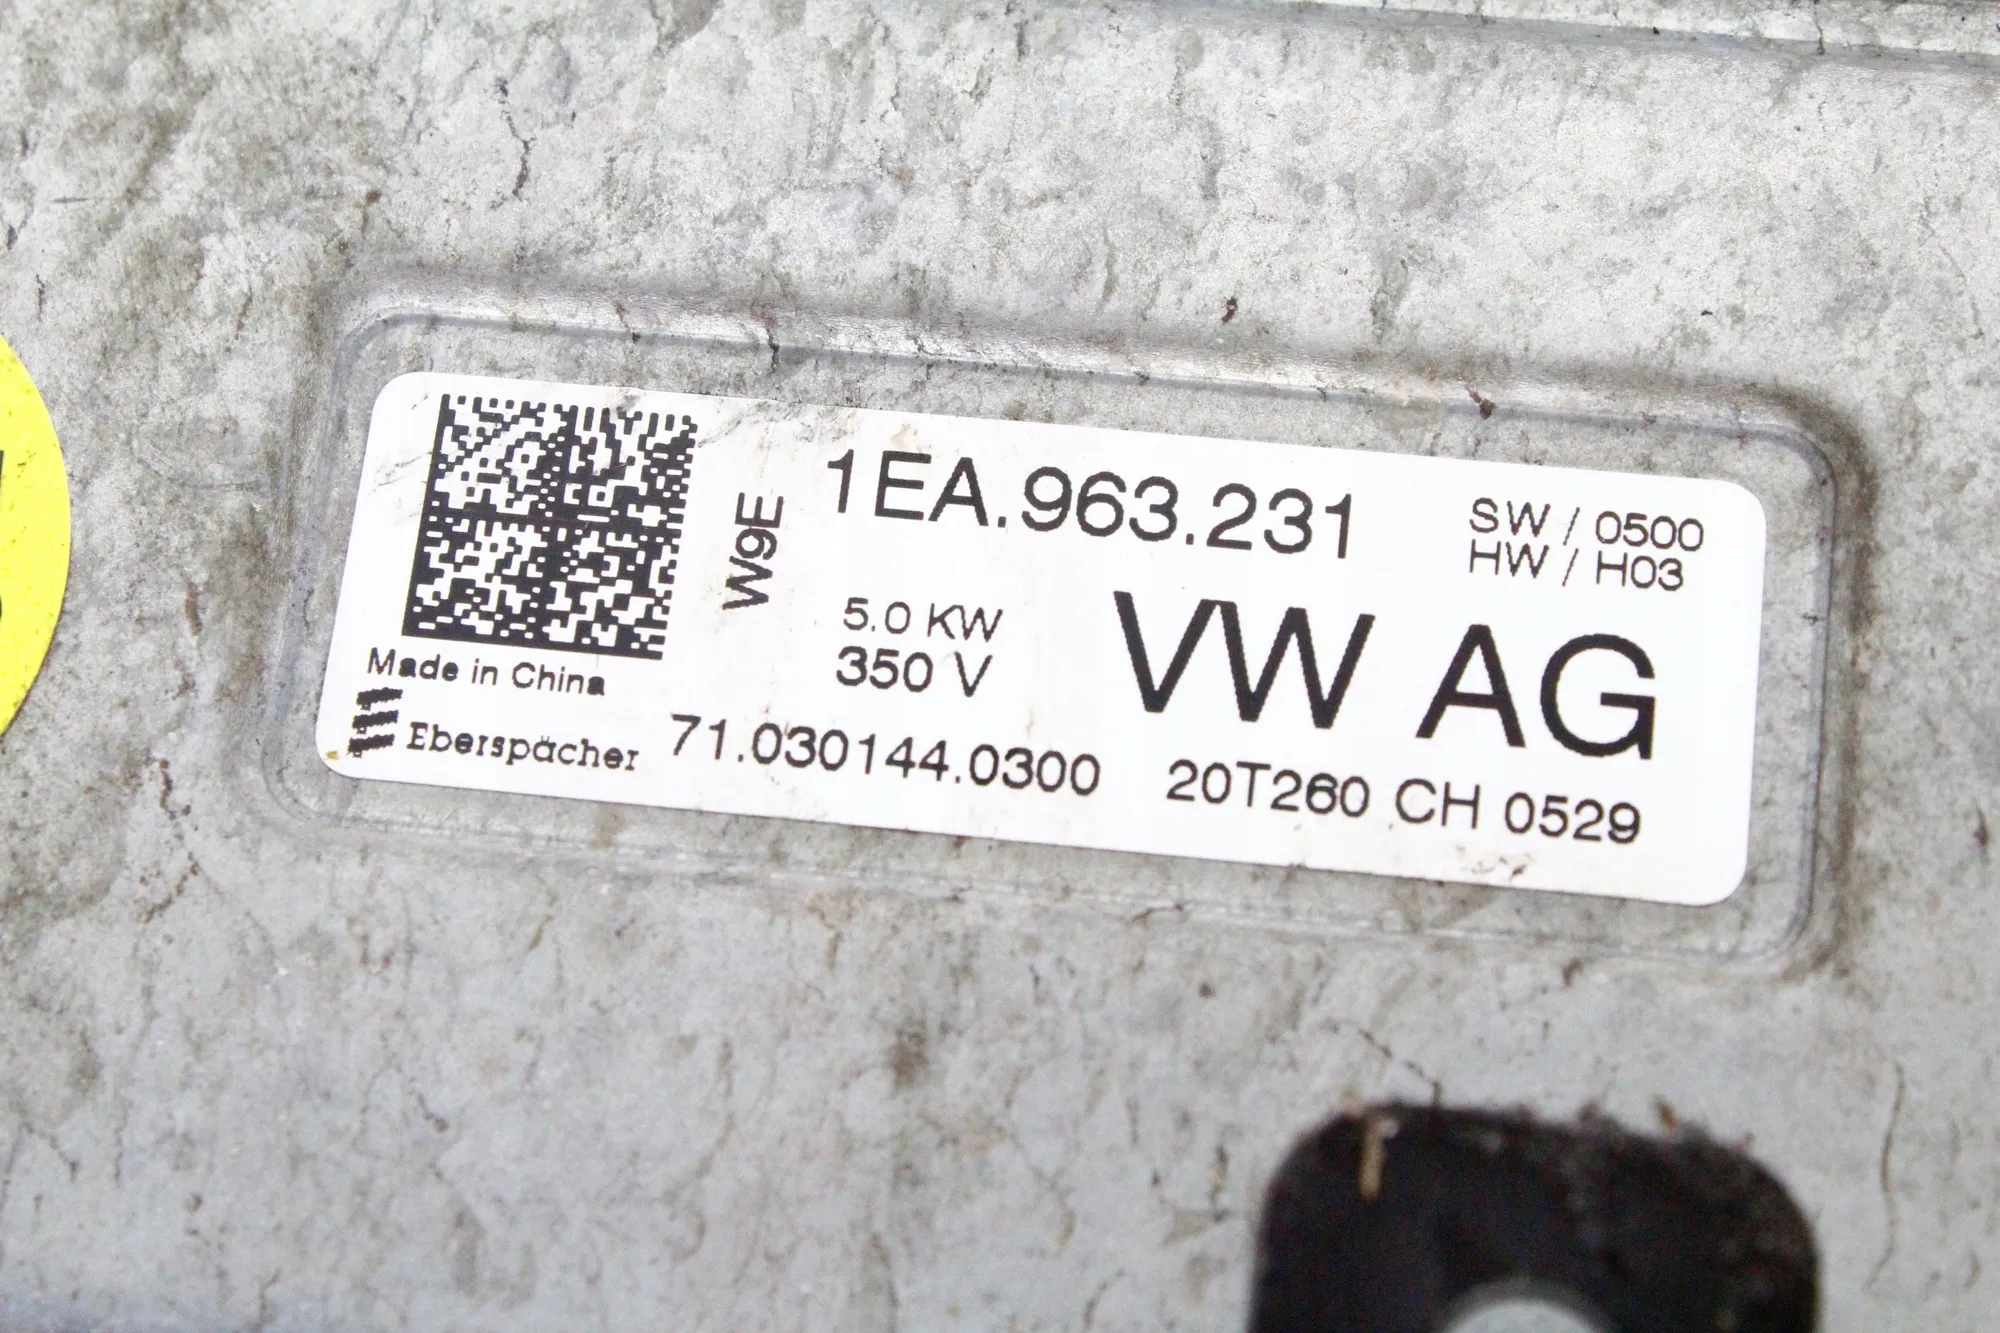 1EA.963.231
SW / 0500
HW / H03
W9E
5.0 KW
350 V
VW AG
Made in China
Eberspächer
71.030144.0300
20T260 CH 0529